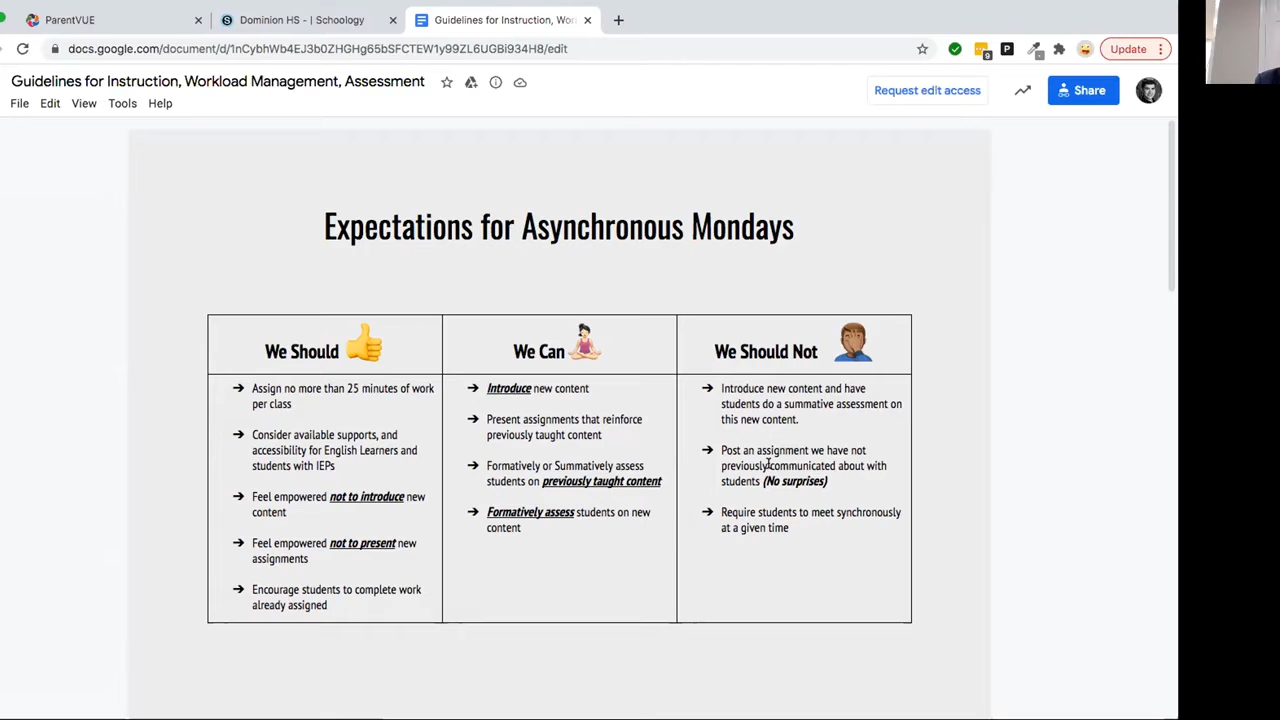 ParentVUE
Dominion HS - | Schoology
Guidelines for Instruction, Wor
docs.google.com/document/d/1nCybhWb4EJ3b0ZHGHg65bSFCTEW1y99ZL6UGBi934H8/edit
9
P
Update
Guidelines for Instruction, Workload Management, Assessment
File Edit View Tools Help
Request edit access
Share
Expectations for Asynchronous Mondays
We Should
➔ Assign no more than 25 minutes of work
per class
➔ Consider available supports, and
accessibility for English Learners and
students with IEPs
➔ Feel empowered not to introduce new
content
➔ Feel empowered not to present new
assignments
➔ Encourage students to complete work
already assigned
We Can
➔ Introduce new content
➔ Present assignments that reinforce
previously taught content
➔ Formatively or Summatively assess
students on previously taught content
➔ Formatively assess students on new
content
We Should Not
➔ Introduce new content and have
students do a summative assessment on
this new content.
➔ Post an assignment we have not
previously communicated about with
students (No surprises)
➔ Require students to meet synchronously
at a given time